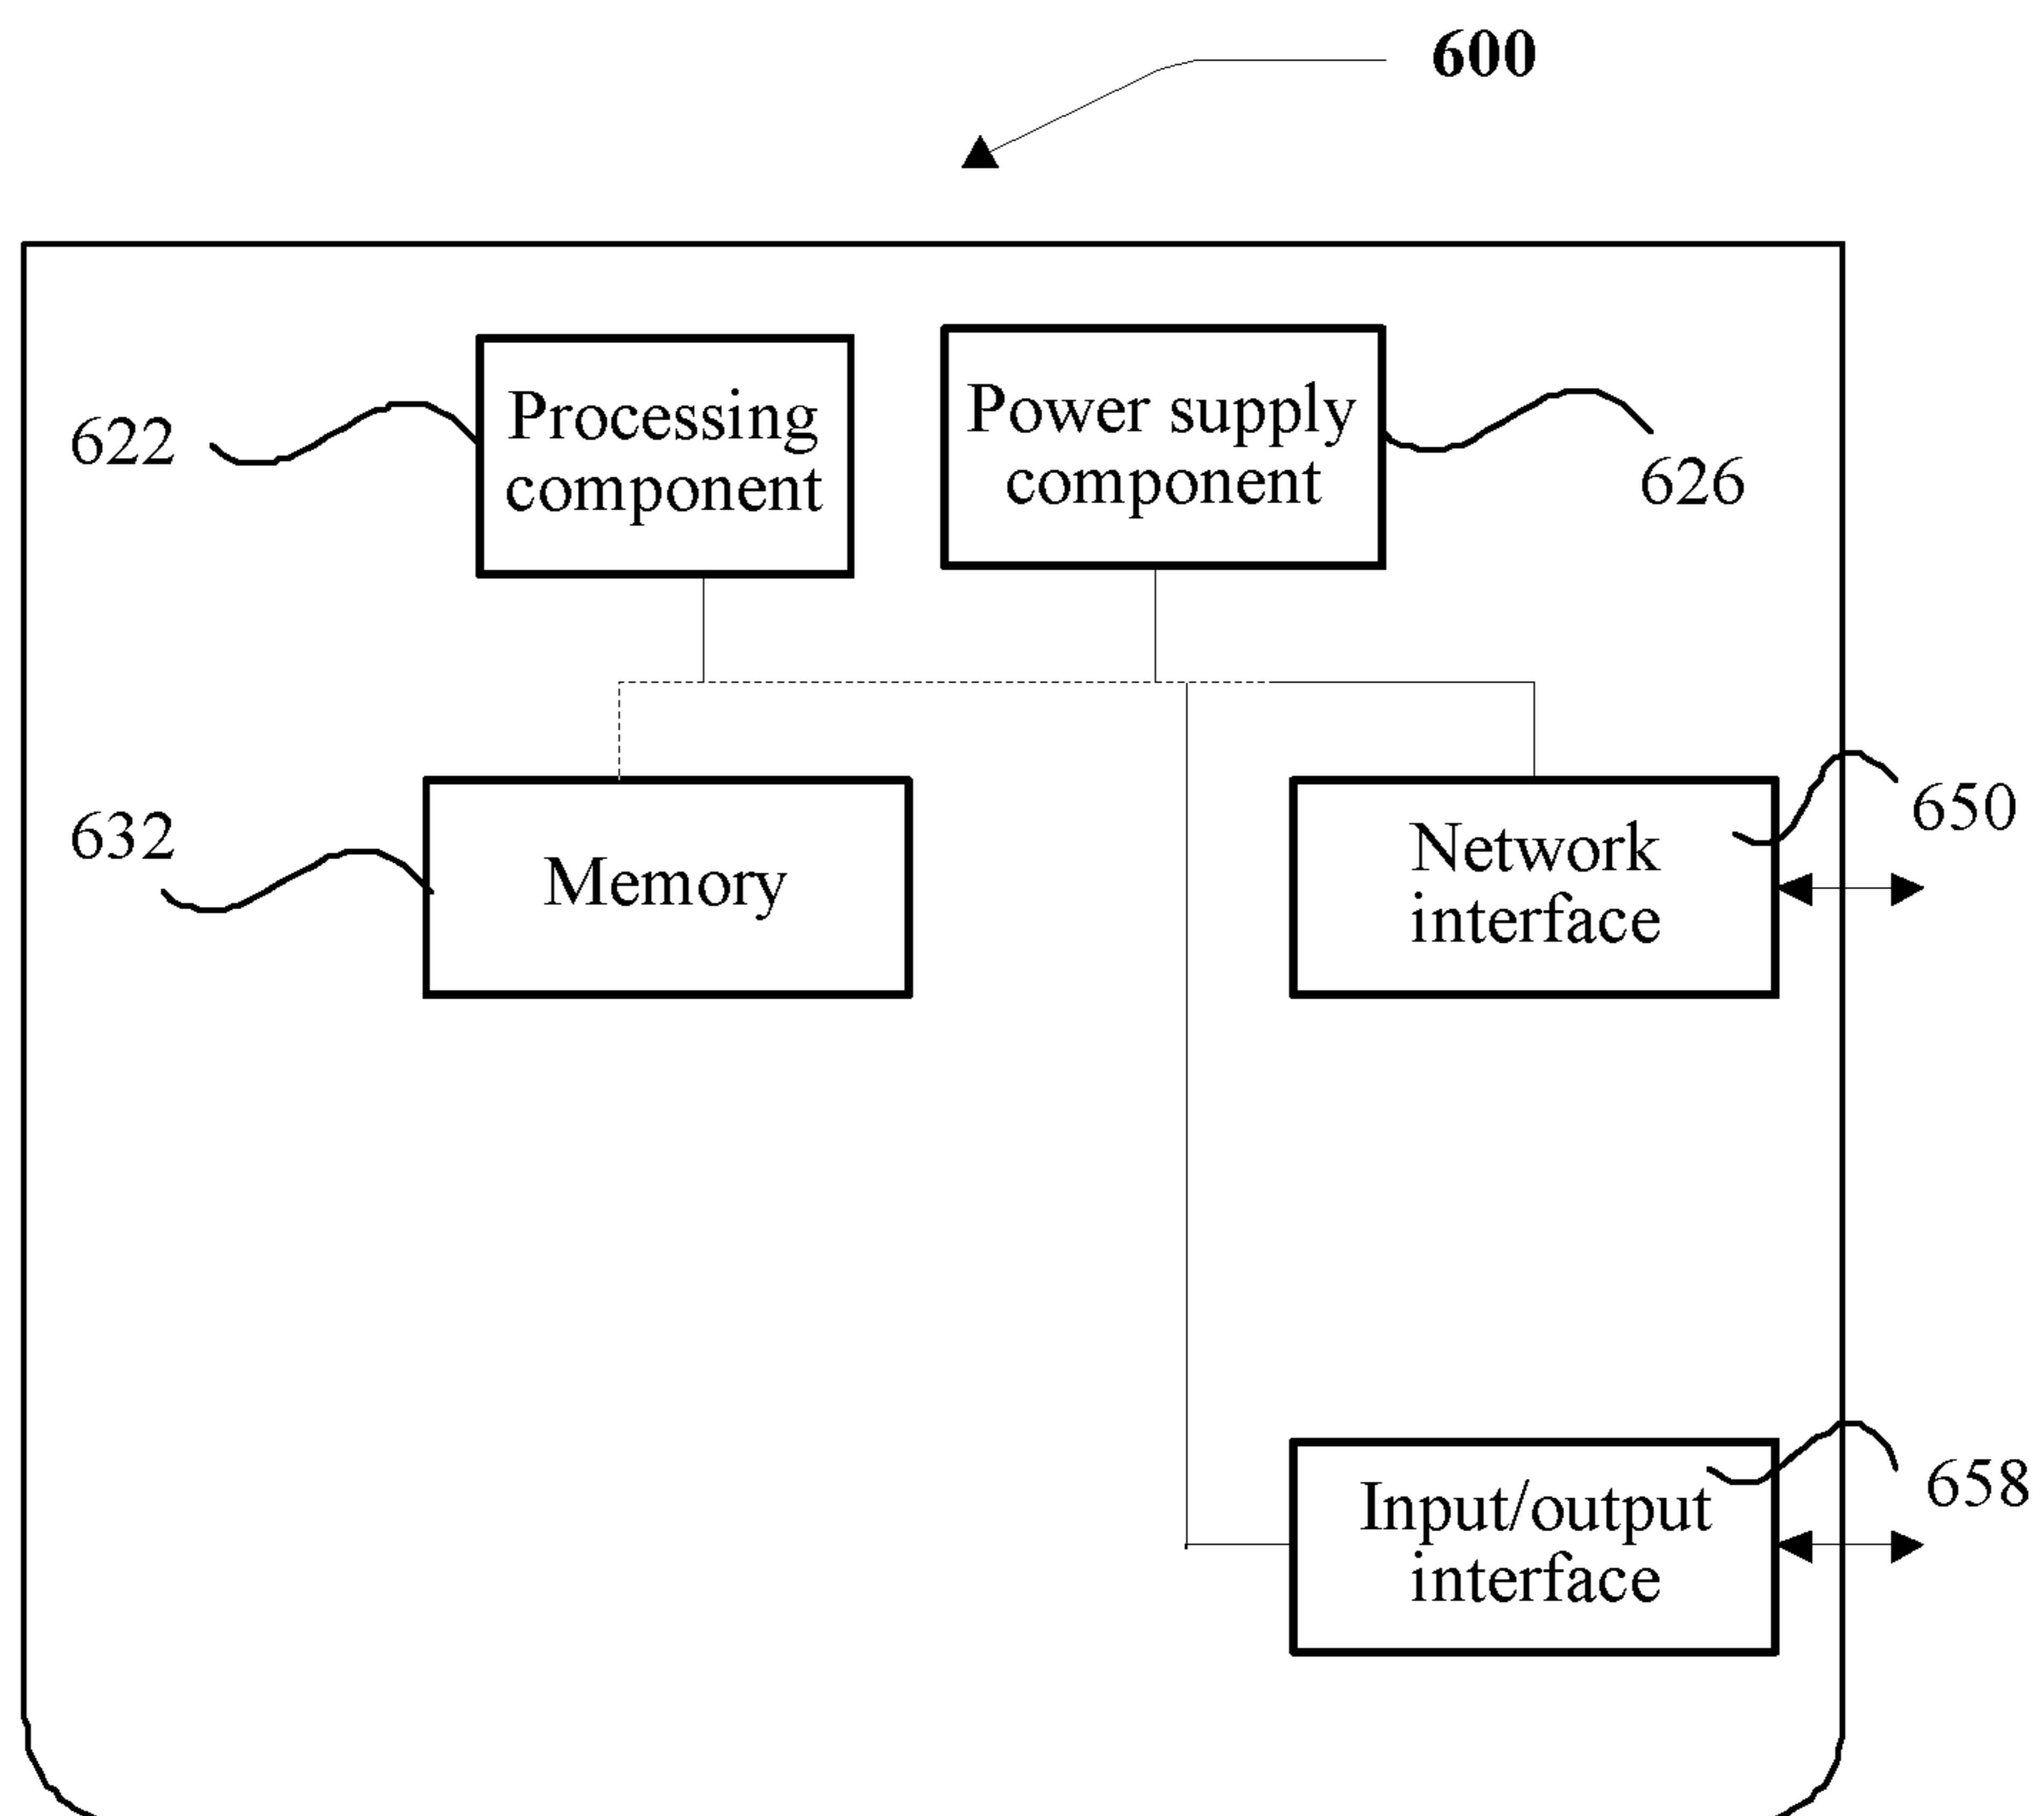 600
622
Processing
component
Power supply
component
626
632
Memory
Network
interface
650
Input/output
interface
658